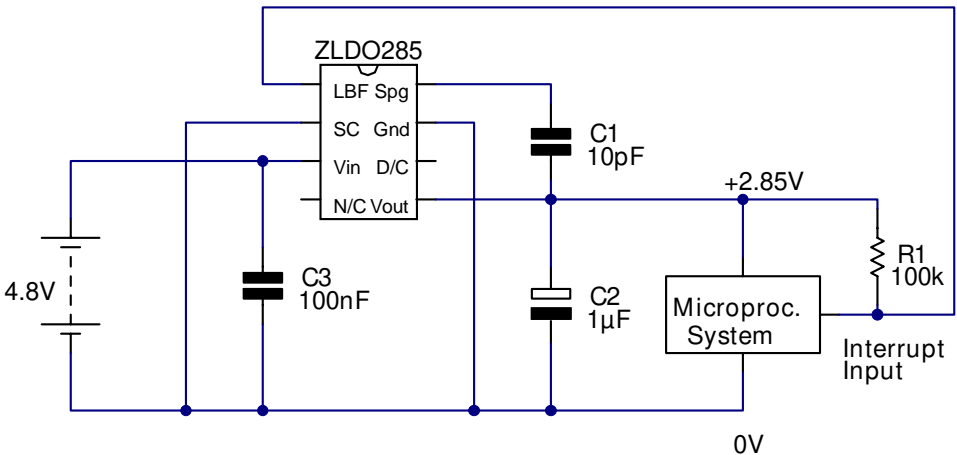 ZLDO285
LBF Spg
SC Gnd
Vin D/C
N/C Vout
C1
10pF
+2.85V
4.8V
C3
100nF
C2
1µF
R1
100k
Microproc.
System
Interrupt
Input
0V